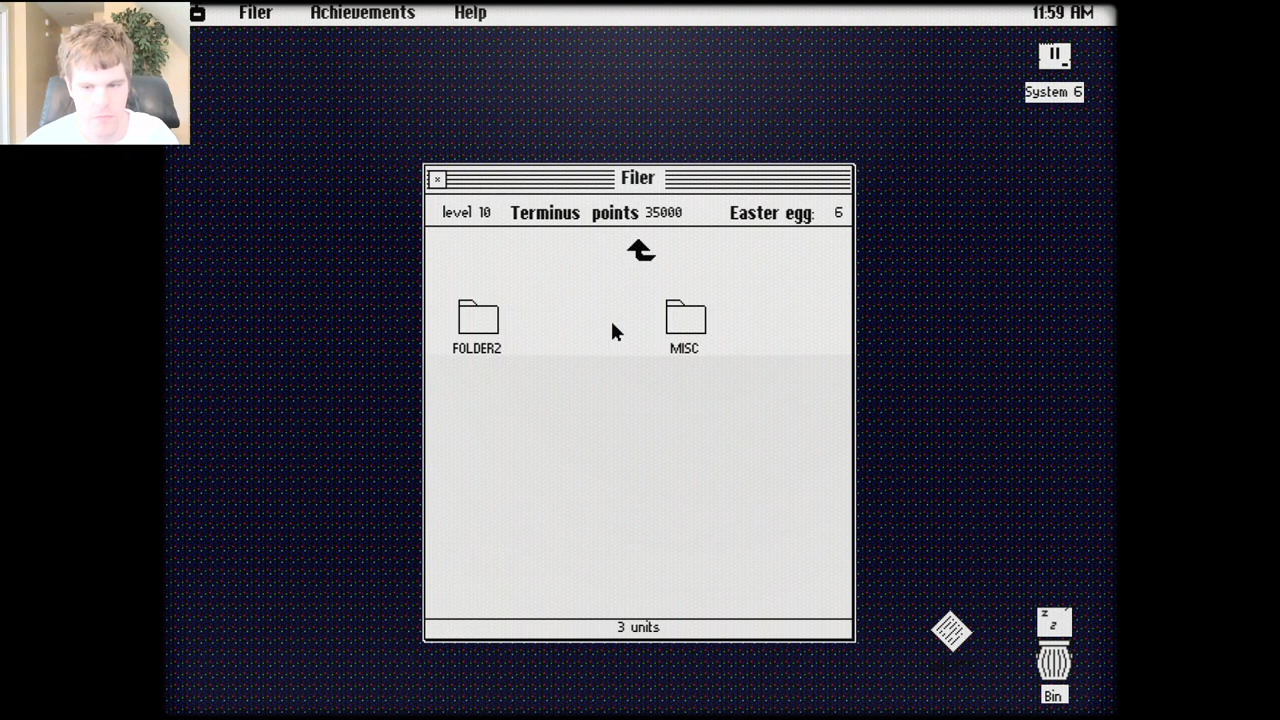 Filer Achievements Help 11:59 AM
System 6
Filer
level 10 Terminus points 35000 Easter egg: 6
FOLDER2 MISC
3 units
z
z
Bin